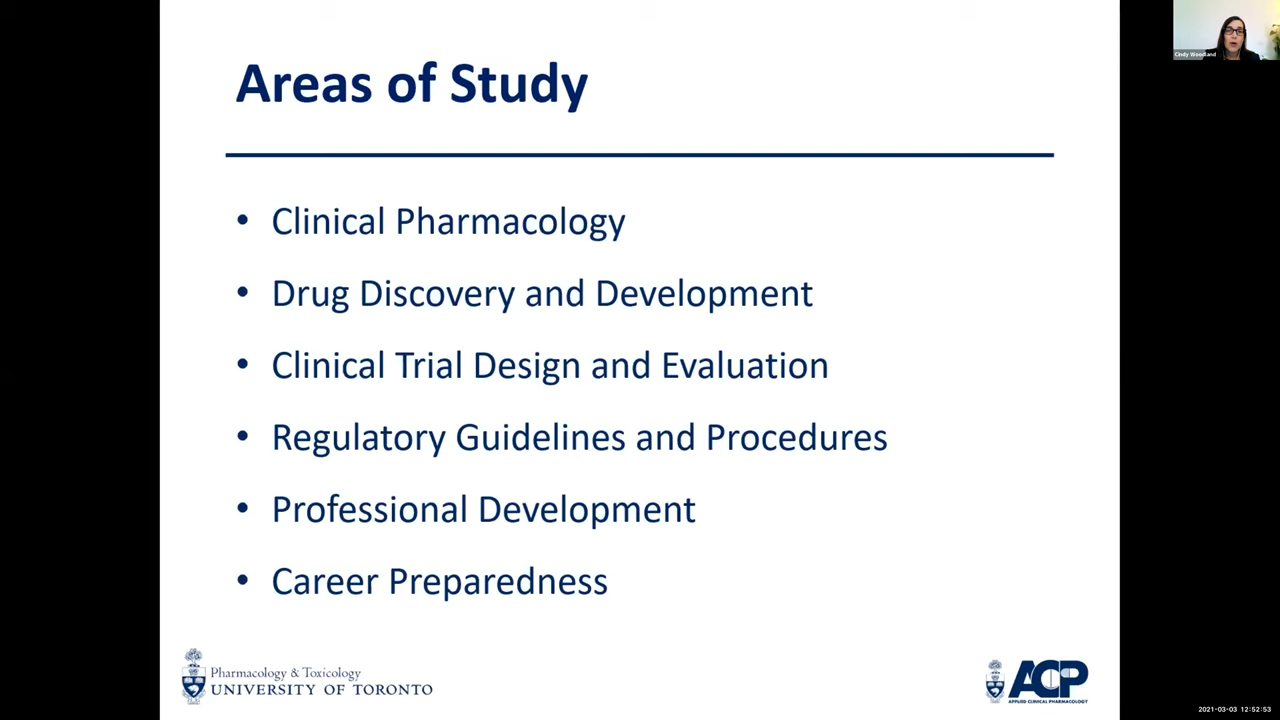 Areas of Study
Cindy Woodland
• Clinical Pharmacology
• Drug Discovery and Development
• Clinical Trial Design and Evaluation
• Regulatory Guidelines and Procedures
• Professional Development
• Career Preparedness
Pharmacology & Toxicology
UNIVERSITY OF TORONTO
ACP
APPLIED CLINICAL PHARMACOLOGY
2021-03-03 12:52:53